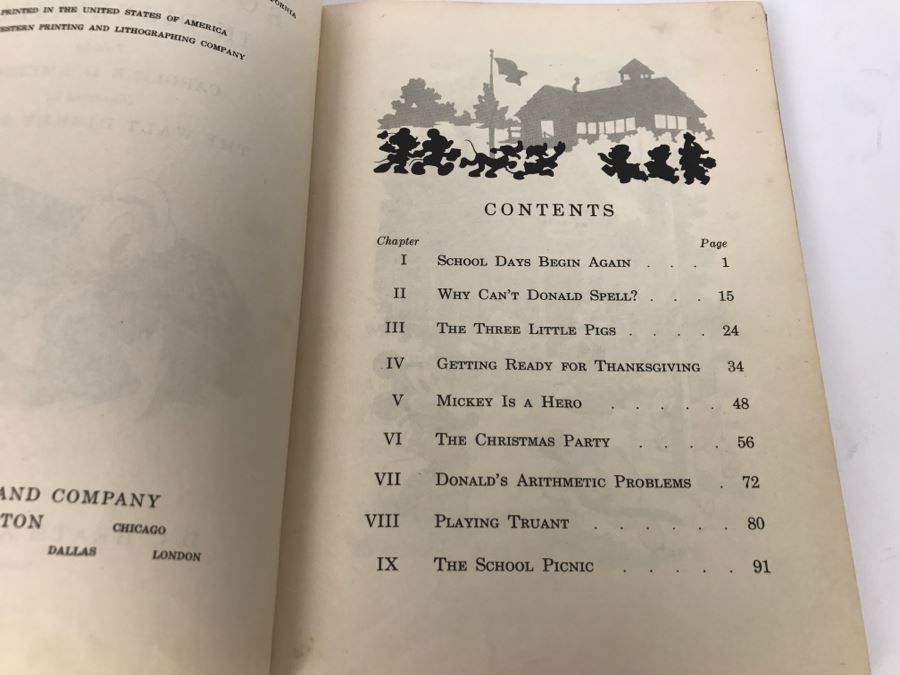 PRINTED IN THE UNITED STATES OF AMERICA
WESTERN PRINTING AND LITHOGRAPHING COMPANY
AND COMPANY
CHICAGO
DALLAS LONDON
CONTENTS
Chapter Page
I SCHOOL DAYS BEGIN AGAIN . . . 1
II WHY CAN'T DONALD SPELL? . . . 15
III THE THREE LITTLE PIGS . . . . 24
IV GETTING READY FOR THANKSGIVING 34
V MICKEY IS A HERO . . . . . 48
VI THE CHRISTMAS PARTY . . . . 56
VII DONALD'S ARITHMETIC PROBLEMS . 72
VIII PLAYING TRUANT . . . . . . 80
IX THE SCHOOL PICNIC . . . . . 91